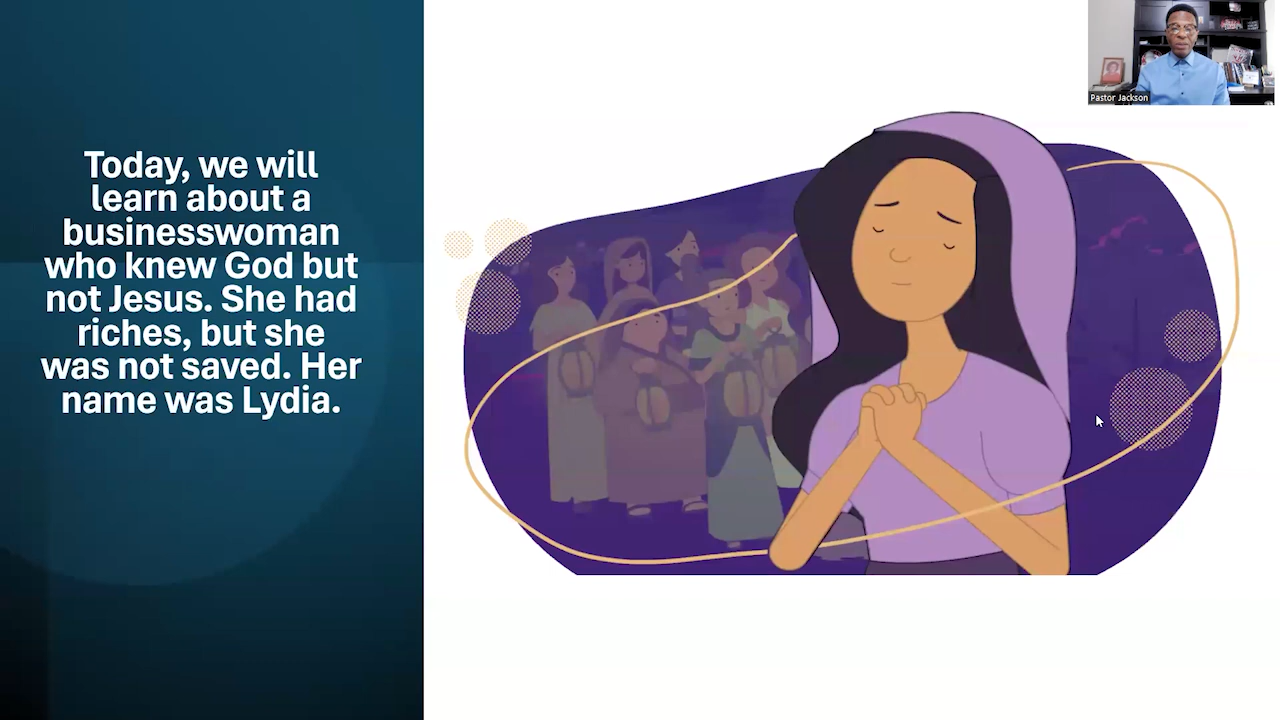 Today, we will
learn about a
businesswoman
who knew God but
not Jesus. She had
riches, but she
was not saved. Her
name was Lydia.
Pastor Jackson